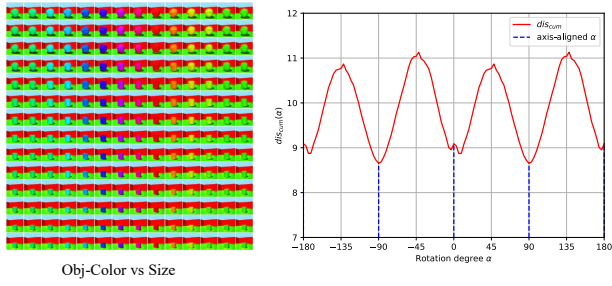 Obj-Color vs Size
12
11
10
9
8
7
dis_cum(α)
dis_cum
axis-aligned α
−180 −135 −90 −45 0 45 90 135 180
Rotation degree α